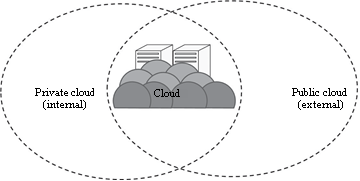 Private cloud
(internal)
Cloud
Public cloud
(external)